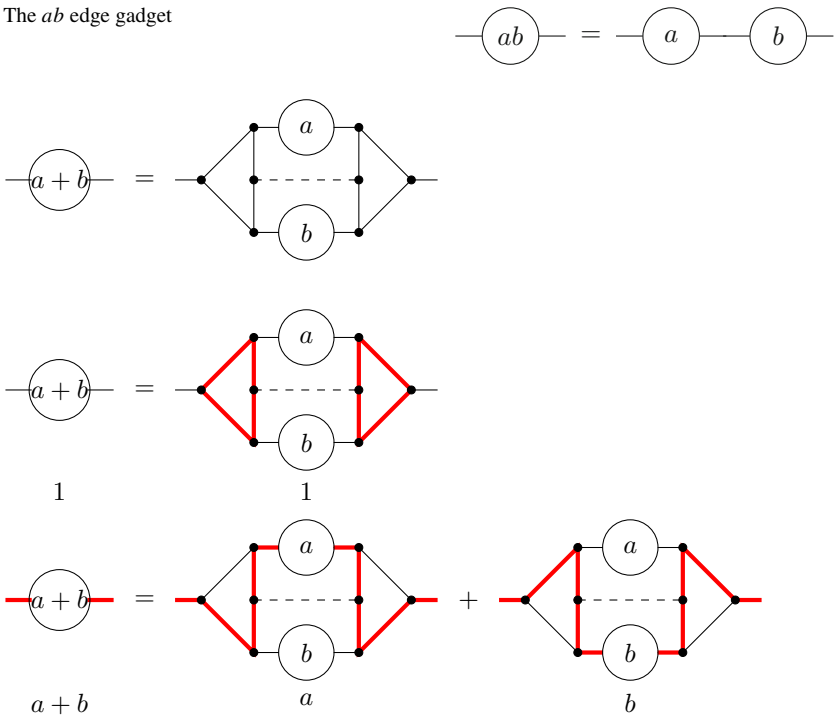 The ab edge gadget
ab = a b
a + b = a b
a + b = a b
1 1
a + b = a b + a b
a + b a b